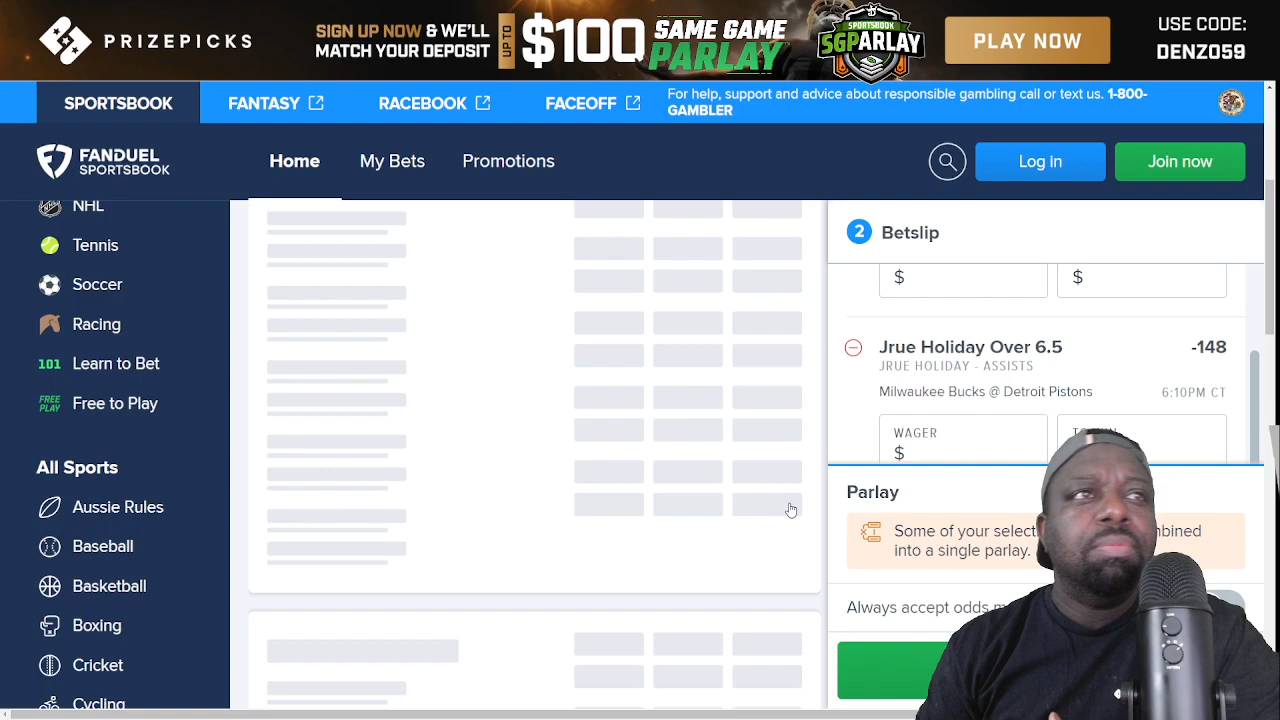 PRIZEPICKS
SIGN UP NOW & WE'LL
MATCH YOUR DEPOSIT
UP TO
$100
SAME GAME
PARLAY
SPORTSBOOK
SGPARLAY
PLAY NOW
USE CODE:
DENZO59
SPORTSBOOK
FANTASY
RACEBOOK
FACEOFF
For help, support and advice about responsible gambling call or text us. 1-800-
GAMBLER
FANDUEL
SPORTSBOOK
Home
My Bets
Promotions
Log in
Join now
NHL
Tennis
Soccer
Racing
101 Learn to Bet
FREE
PLAY
Free to Play
All Sports
Aussie Rules
Baseball
Basketball
Boxing
Cricket
Cycling
2 Betslip
$
$
Jrue Holiday Over 6.5
-148
JRUE HOLIDAY - ASSISTS
Milwaukee Bucks @ Detroit Pistons
6:10PM CT
WAGER
$
Parlay
Some of your
into a single parlay.
Always accept odds